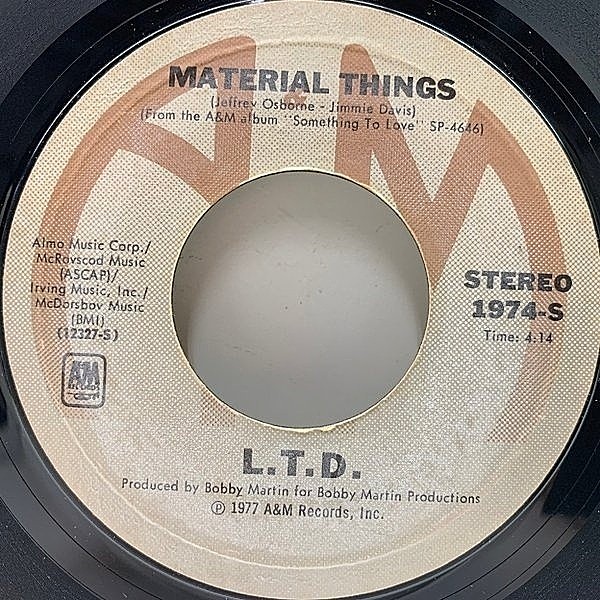 MATERIAL THINGS
(Jeffrey Osborne - Jimmie Davis)
(From the A&M album "Something To Love" SP-4646)
Almo Music Corp./
McRovscod Music
(ASCAP)/
Irving Music, Inc./
McDorsbov Music
(BMI)
(12327-S)
A&M
RECORDS
STEREO
1974-S
Time: 4:14
L.T.D.
Produced by Bobby Martin for Bobby Martin Productions
℗ 1977 A&M Records, Inc.